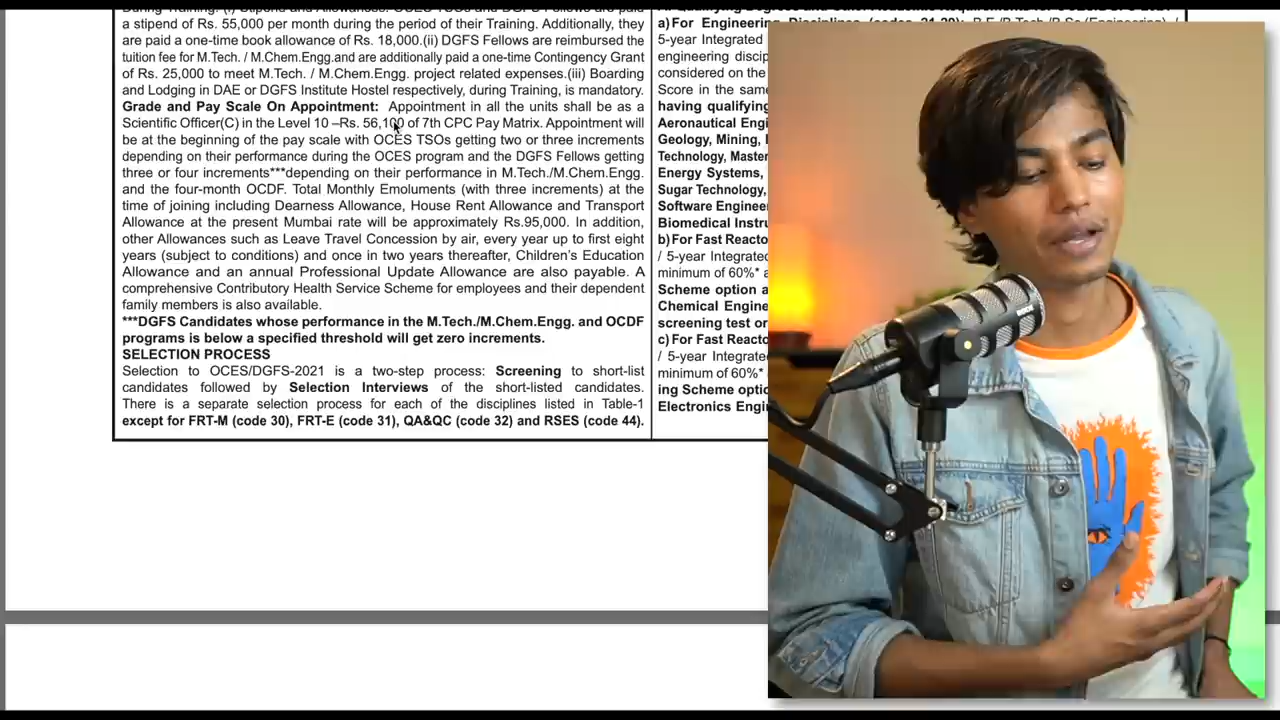 a stipend of Rs. 55,000 per month during the period of their Training. Additionally, they
are paid a one-time book allowance of Rs. 18,000.(ii) DGFS Fellows are reimbursed the
tuition fee for M.Tech. / M.Chem.Engg.and are additionally paid a one-time Contingency Grant
of Rs. 25,000 to meet M.Tech. / M.Chem.Engg. project related expenses.(iii) Boarding
and Lodging in DAE or DGFS Institute Hostel respectively, during Training, is mandatory.
Grade and Pay Scale On Appointment: Appointment in all the units shall be as a
Scientific Officer(C) in the Level 10 –Rs. 56,100 of 7th CPC Pay Matrix. Appointment will
be at the beginning of the pay scale with OCES TSOs getting two or three increments
depending on their performance during the OCES program and the DGFS Fellows getting
three or four increments***depending on their performance in M.Tech./M.Chem.Engg.
and the four-month OCDF. Total Monthly Emoluments (with three increments) at the
time of joining including Dearness Allowance, House Rent Allowance and Transport
Allowance at the present Mumbai rate will be approximately Rs.95,000. In addition,
other Allowances such as Leave Travel Concession by air, every year up to first eight
years (subject to conditions) and once in two years thereafter, Children's Education
Allowance and an annual Professional Update Allowance are also payable. A
comprehensive Contributory Health Service Scheme for employees and their dependent
family members is also available.
***DGFS Candidates whose performance in the M.Tech./M.Chem.Engg. and OCDF
programs is below a specified threshold will get zero increments.
SELECTION PROCESS
Selection to OCES/DGFS-2021 is a two-step process: Screening to short-list
candidates followed by Selection Interviews of the short-listed candidates.
There is a separate selection process for each of the disciplines listed in Table-1
except for FRT-M (code 30), FRT-E (code 31), QA&QC (code 32) and RSES (code 44).
a)For Engineering
5-year Integrated
engineering discip
considered on the
Score in the same
having qualifying
Aeronautical Engi
Geology, Mining,
Technology, Master
Energy Systems,
Sugar Technology,
Software Enginee
Biomedical Instru
b)For Fast Reacto
/ 5-year Integrated
minimum of 60%* a
Scheme option a
Chemical Engine
screening test or
c)For Fast Reacto
/ 5-year Integrated
minimum of 60%*
ing Scheme optio
Electronics Engi